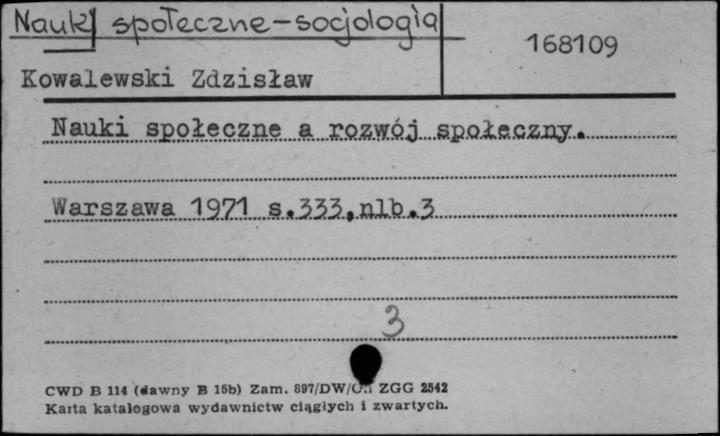 Nauki społeczne-socjologia
168109
Kowalewski Zdzisław
Nauki społeczne a rozwój społeczny.
Warszawa 1971 s.333,nlb.3
3
CWD B 114 (dawny B 15b) Zam. 897/DW/ ZGG 2542
Karta katalogowa wydawnictw ciągłych i zwartych.